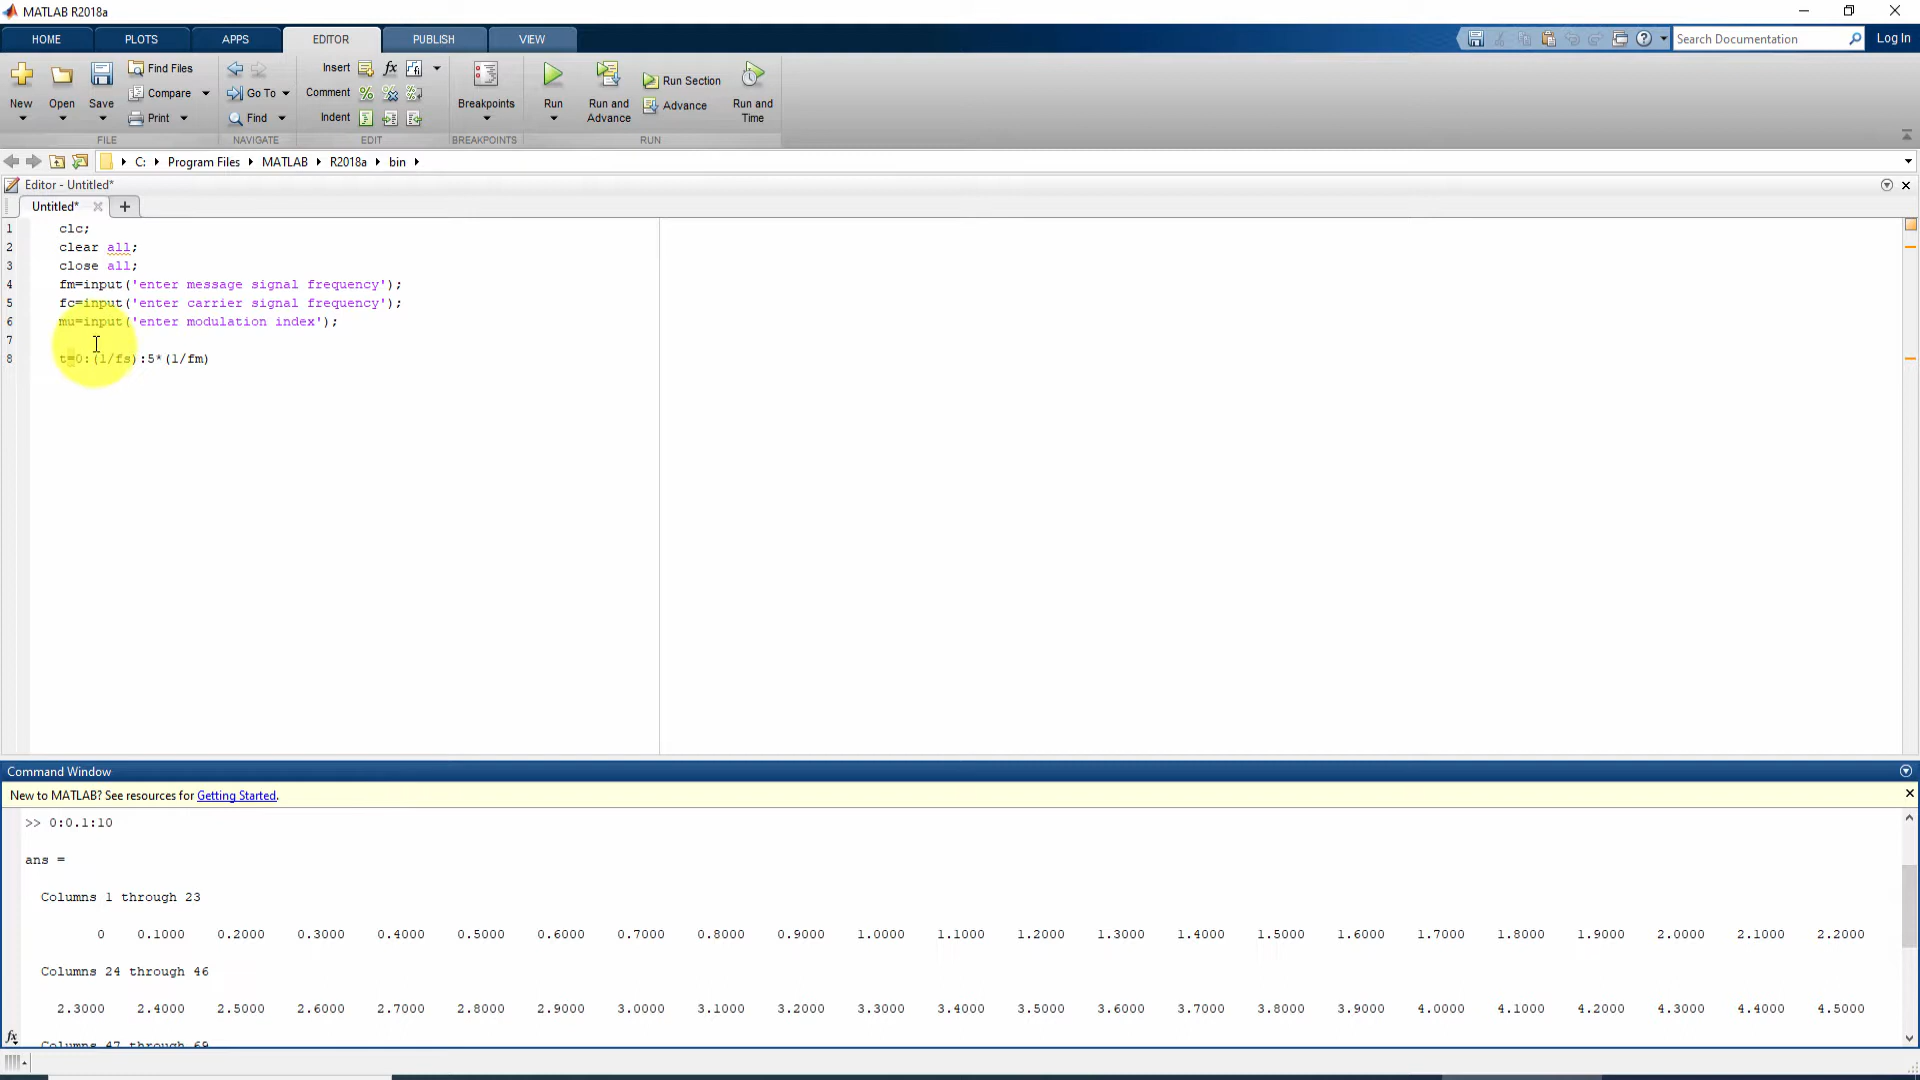 MATLAB R2018a
HOME PLOTS APPS EDITOR PUBLISH VIEW
Search Documentation
Log In
New Open Save Find Files Compare Print
Go To Find
Insert
Comment
Indent
Breakpoints
Run Run and Advance Run Section Advance Run and Time
FILE NAVIGATE EDIT BREAKPOINTS RUN
C: Program Files MATLAB R2018a bin
Editor - Untitled*
Untitled*
1 clc;
2 clear all;
3 close all;
4 fm=input('enter message signal frequency');
5 fc=input('enter carrier signal frequency');
6 mu=input('enter modulation index');
7
8 t=0:(1/fs):5*(1/fm)
Command Window
New to MATLAB? See resources for Getting Started.
>> 0:0.1:10
ans =
Columns 1 through 23
0 0.1000 0.2000 0.3000 0.4000 0.5000 0.6000 0.7000 0.8000 0.9000 1.0000 1.1000 1.2000 1.3000 1.4000 1.5000 1.6000 1.7000 1.8000 1.9000 2.0000 2.1000 2.2000
Columns 24 through 46
2.3000 2.4000 2.5000 2.6000 2.7000 2.8000 2.9000 3.0000 3.1000 3.2000 3.3000 3.4000 3.5000 3.6000 3.7000 3.8000 3.9000 4.0000 4.1000 4.2000 4.3000 4.4000 4.5000
Columns 47 through 69
fx